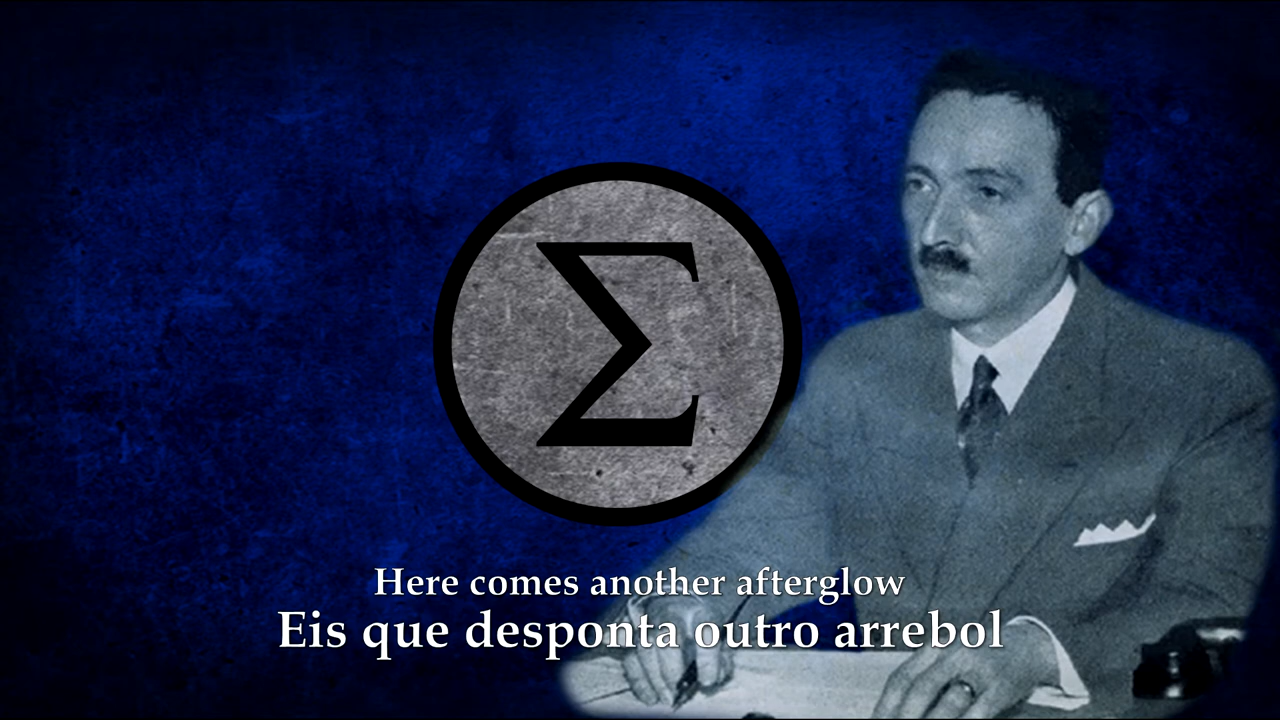 Σ
Here comes another afterglow
Eis que desponta outro arrebol